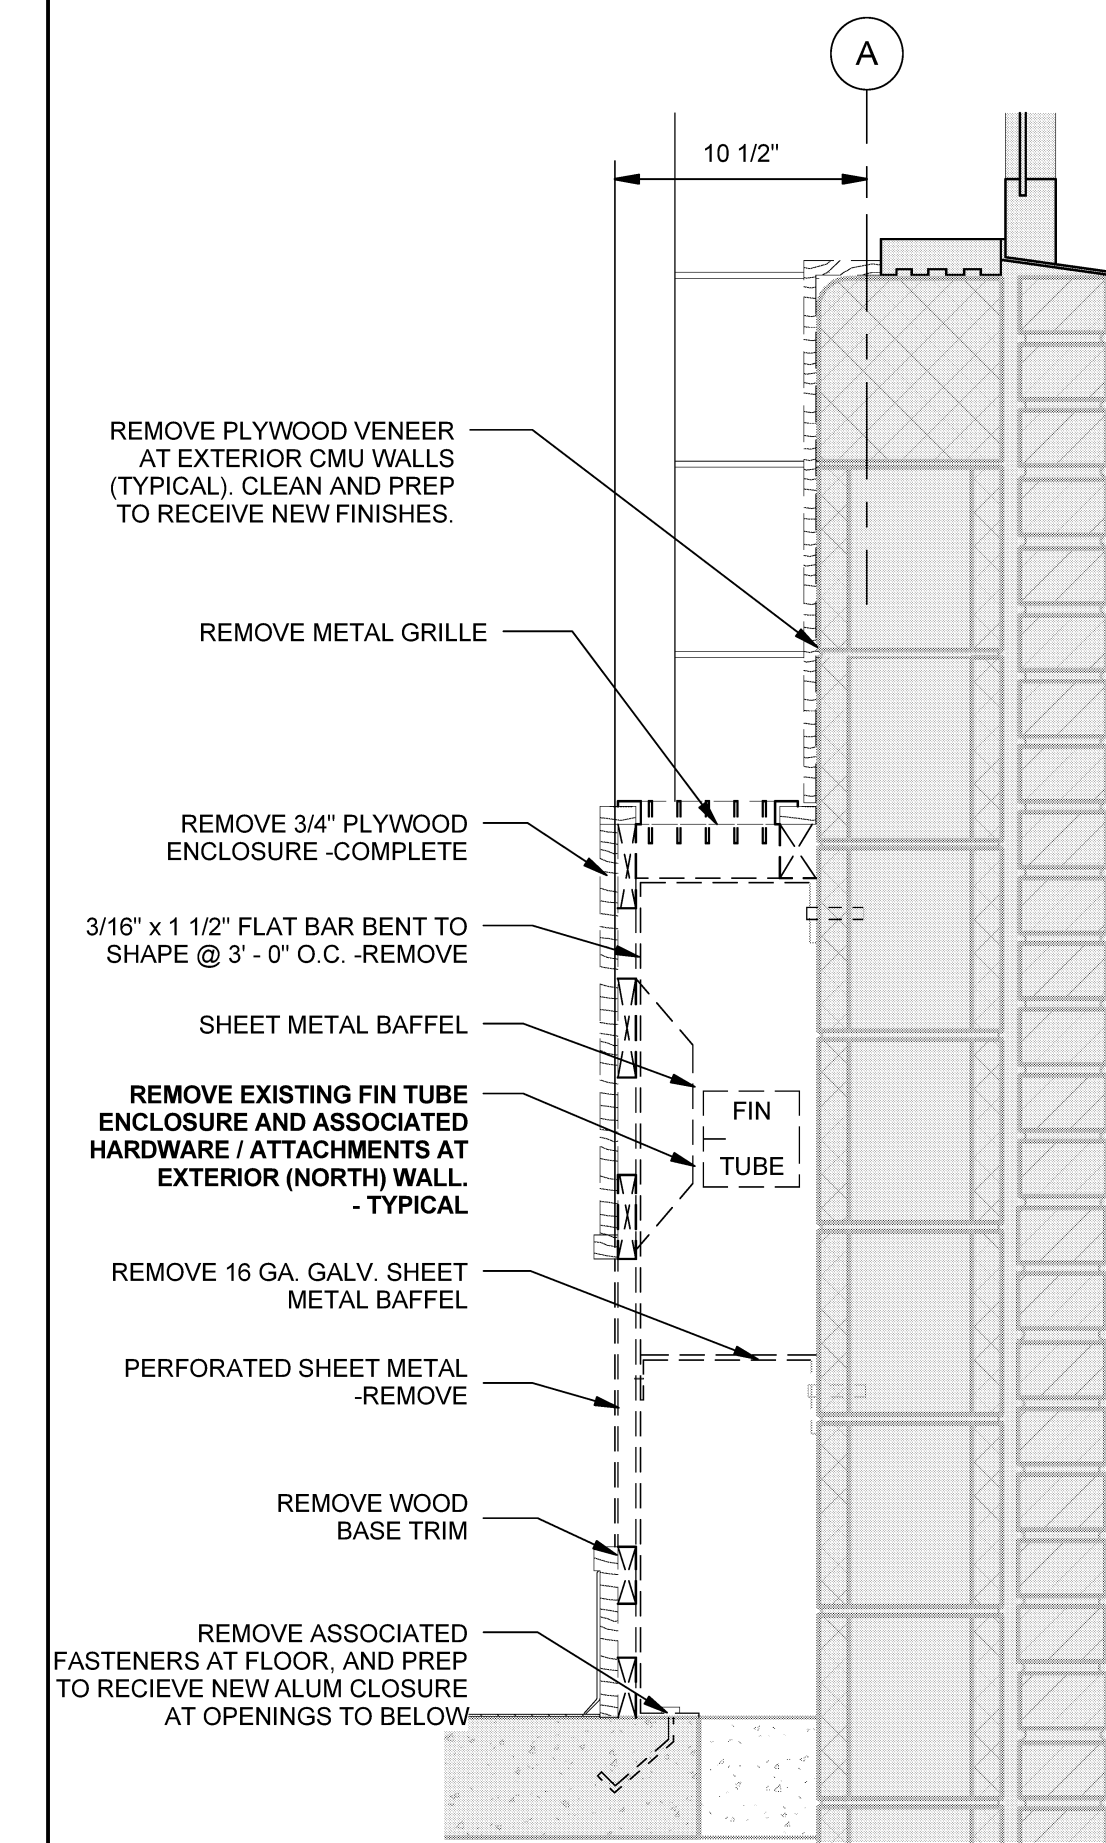 A
10 1/2"
REMOVE PLYWOOD VENEER
AT EXTERIOR CMU WALLS
(TYPICAL). CLEAN AND PREP
TO RECEIVE NEW FINISHES.
REMOVE METAL GRILLE
REMOVE 3/4" PLYWOOD
ENCLOSURE -COMPLETE
3/16" x 1 1/2" FLAT BAR BENT TO
SHAPE @ 3' - 0" O.C. -REMOVE
SHEET METAL BAFFEL
REMOVE EXISTING FIN TUBE
ENCLOSURE AND ASSOCIATED
HARDWARE / ATTACHMENTS AT
EXTERIOR (NORTH) WALL.
- TYPICAL
FIN
TUBE
REMOVE 16 GA. GALV. SHEET
METAL BAFFEL
PERFORATED SHEET METAL
-REMOVE
REMOVE WOOD
BASE TRIM
REMOVE ASSOCIATED
FASTENERS AT FLOOR, AND PREP
TO RECIEVE NEW ALUM CLOSURE
AT OPENINGS TO BELOW